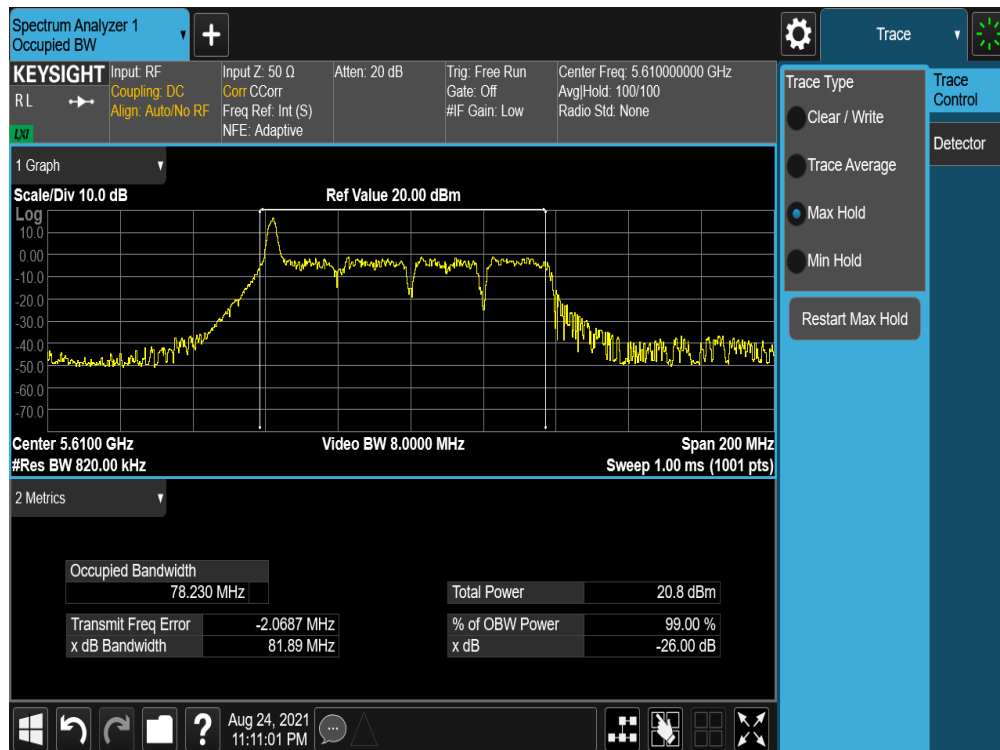 Spectrum Analyzer 1
Occupied BW
+
Trace
KEYSIGHT
R L
LXI
Input: RF
Coupling: DC
Align: Auto/No RF
Input Z: 50 Ω
Corr CCorr
Freq Ref: Int (S)
NFE: Adaptive
Atten: 20 dB
Trig: Free Run
Gate: Off
#IF Gain: Low
Center Freq: 5.610000000 GHz
Avg|Hold: 100/100
Radio Std: None
Trace Type
Clear / Write
Trace Average
Max Hold
Min Hold
Restart Max Hold
Trace
Control
Detector
1 Graph
Scale/Div 10.0 dB
Ref Value 20.00 dBm
Log
10.0
0.00
-10.0
-20.0
-30.0
-40.0
-50.0
-60.0
-70.0
Center 5.6100 GHz
Video BW 8.0000 MHz
Span 200 MHz
#Res BW 820.00 kHz
Sweep 1.00 ms (1001 pts)
2 Metrics
Occupied Bandwidth
78.230 MHz
Total Power 20.8 dBm
Transmit Freq Error -2.0687 MHz
% of OBW Power 99.00 %
x dB Bandwidth 81.89 MHz
x dB -26.00 dB
?
Aug 24, 2021
11:11:01 PM